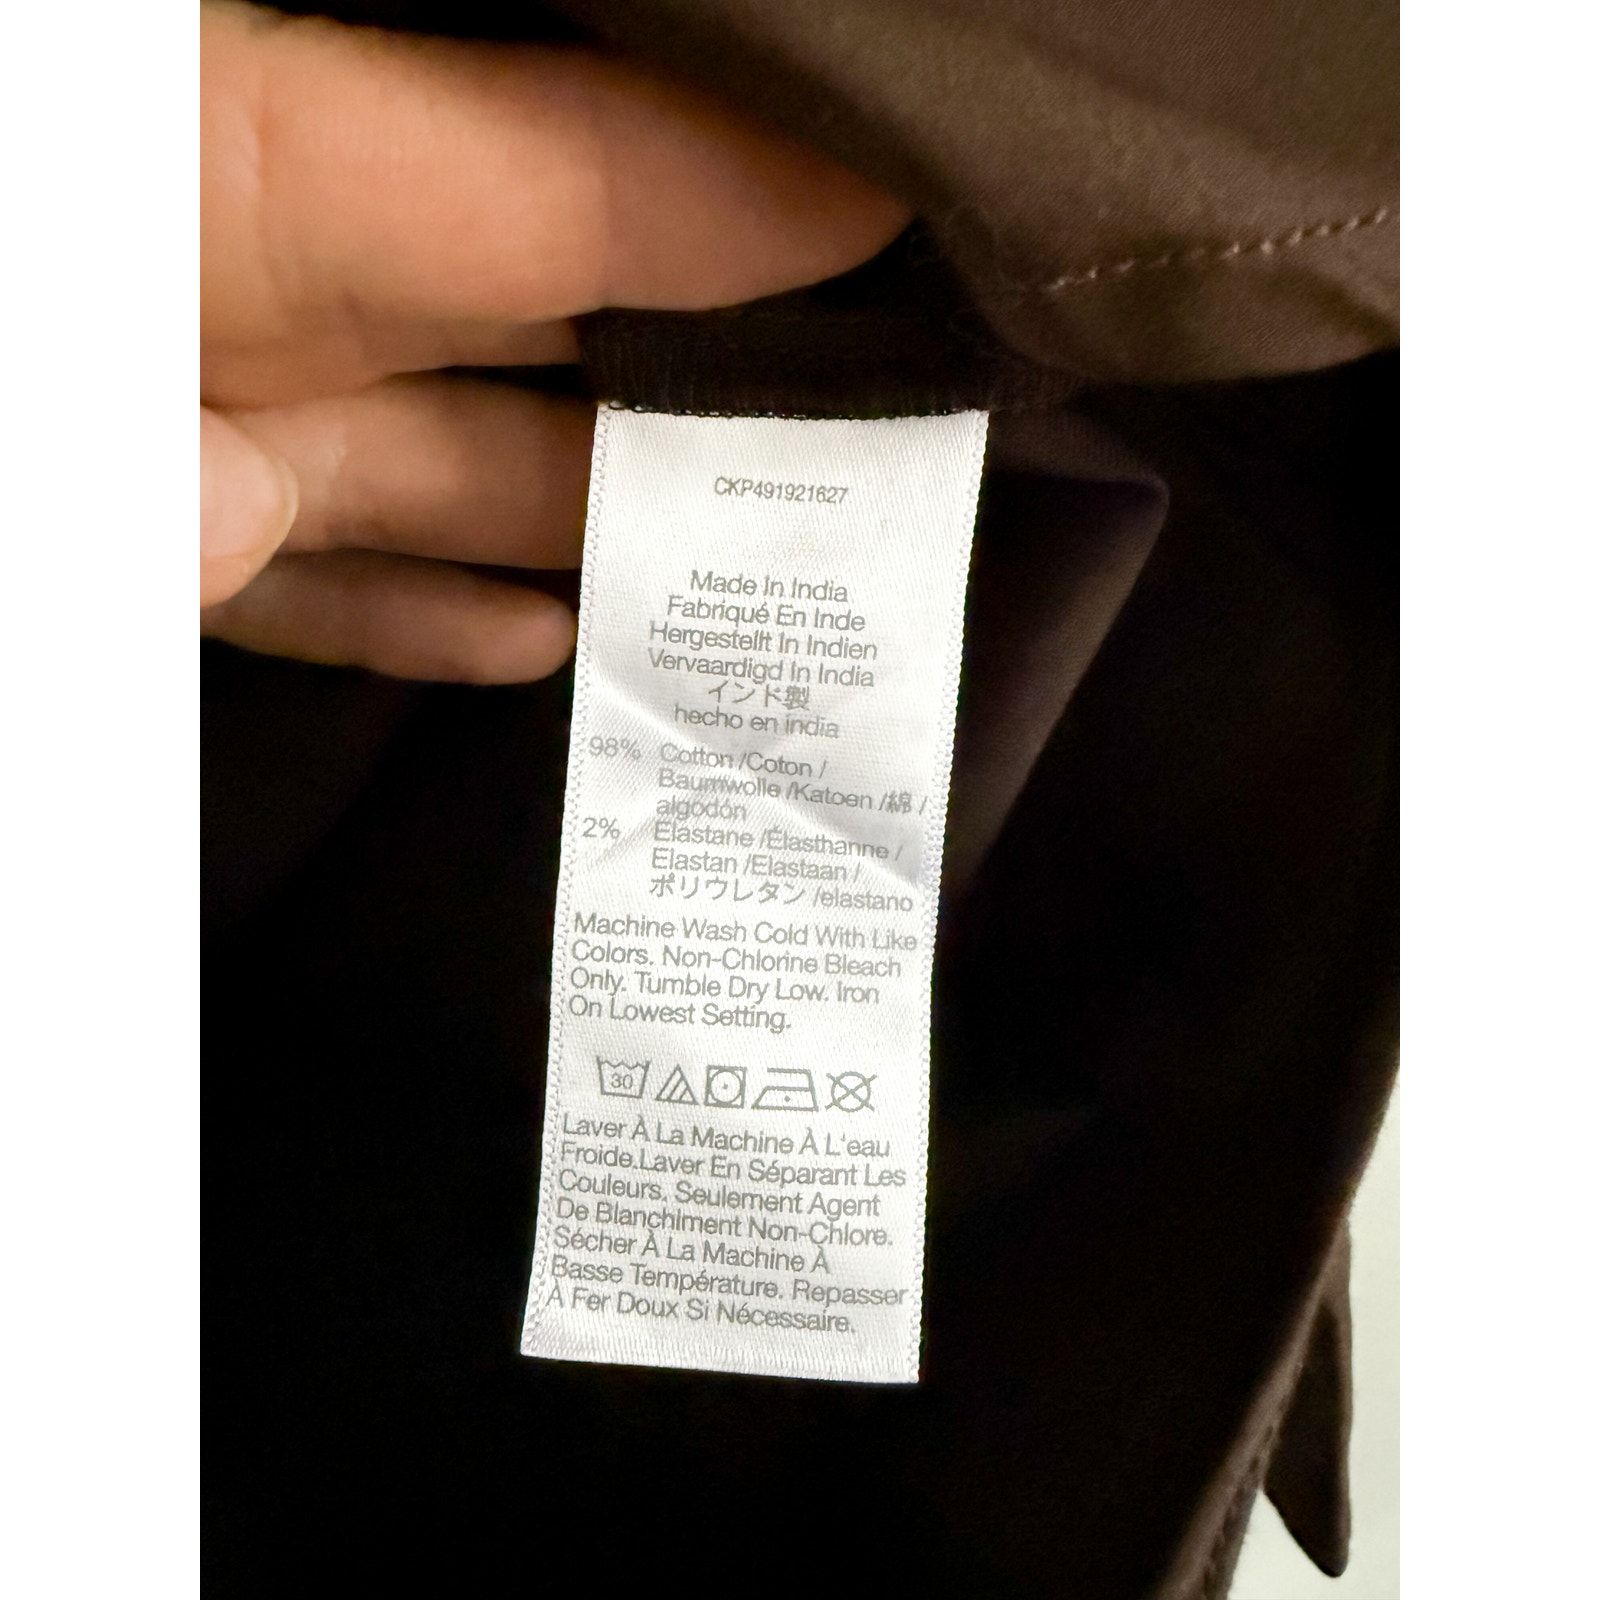 CKP491921627
Made In India
Fabriqué En Inde
Hergestellt In Indien
Vervaardigd In India
インド製
hecho en india
98% Cotton /Coton /
Baumwolle /Katoen /綿 /
algodón
2% Elastane /Élasthanne /
Elastan /Elastaan /
ポリウレタン /elastano
Machine Wash Cold With Like
Colors. Non-Chlorine Bleach
Only. Tumble Dry Low. Iron
On Lowest Setting.
30
Laver À La Machine À L'eau
Froide.Laver En Séparant Les
Couleurs. Seulement Agent
De Blanchiment Non-Chlore.
Sécher À La Machine À
Basse Température. Repasser
À Fer Doux Si Nécessaire.